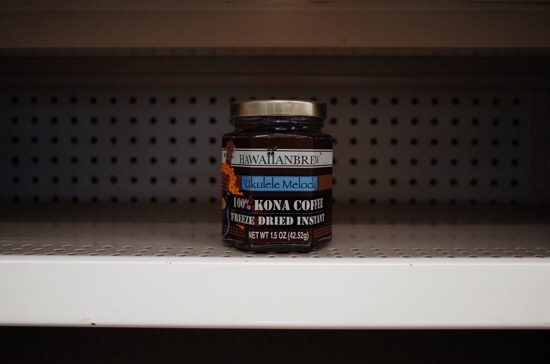 HAWAIIANBREW
Ukulele Melody
100% KONA COFFEE
FREEZE DRIED INSTANT
NET WT 1.5 OZ (42.52g)